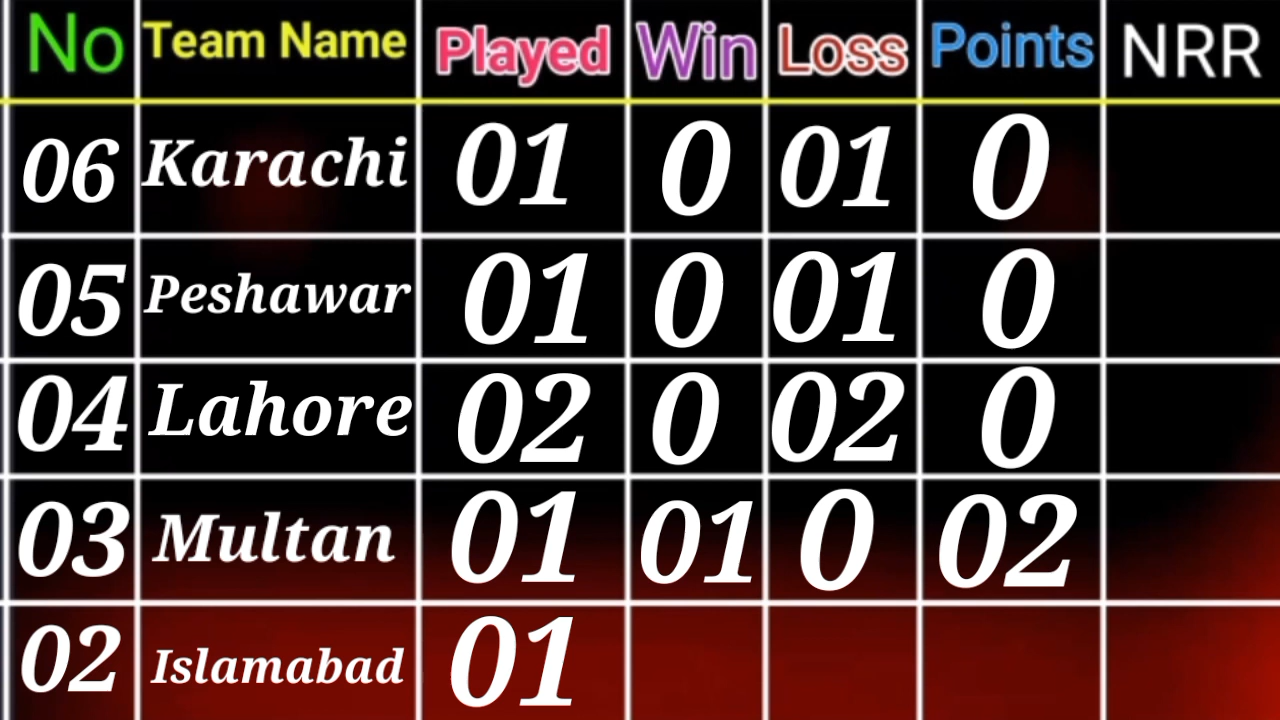 No Team Name Played Win Loss Points NRR
06 Karachi 01 0 01 0
05 Peshawar 01 0 01 0
04 Lahore 02 0 02 0
03 Multan 01 01 0 02
02 Islamabad 01